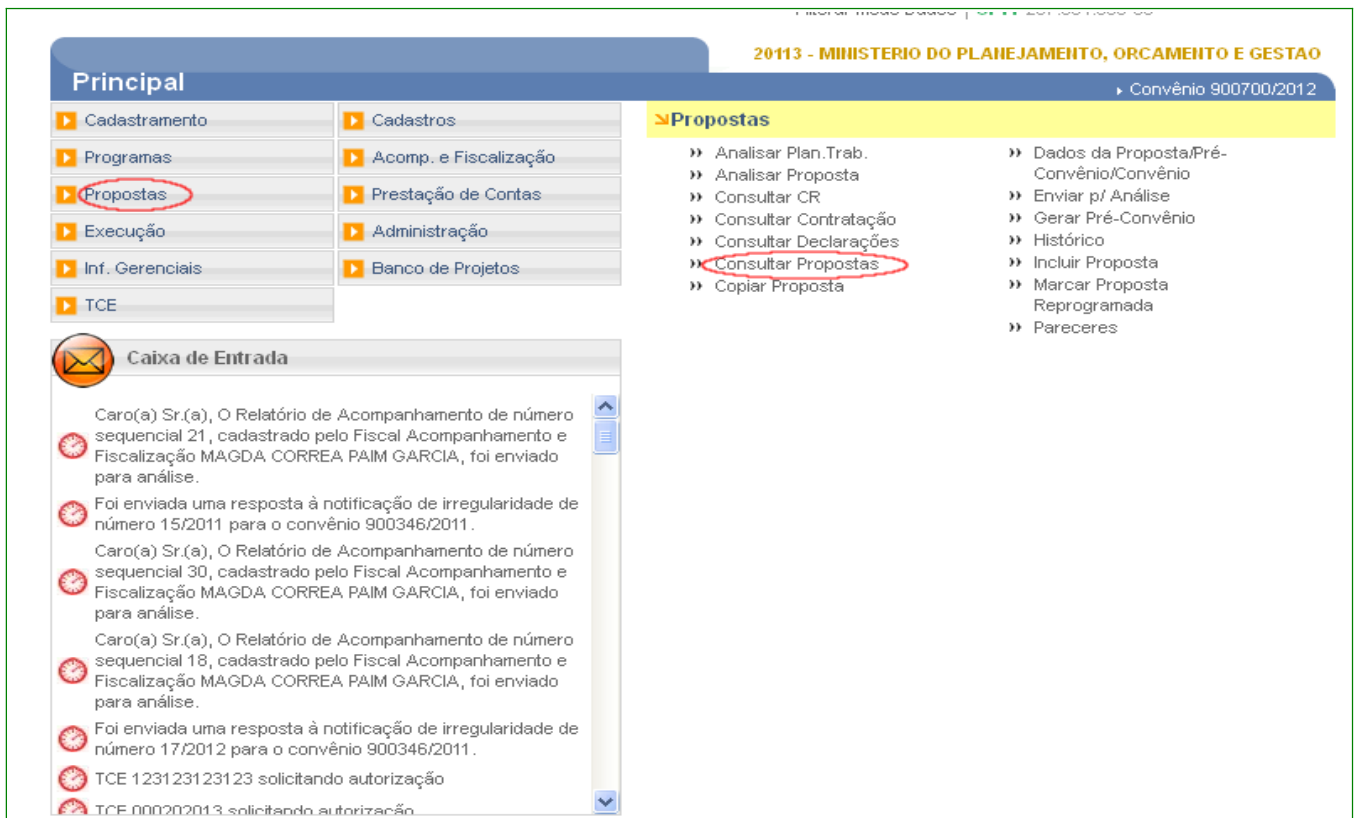 20113 - MINISTERIO DO PLANEJAMENTO, ORCAMENTO E GESTAO
Principal
Convênio 900700/2012
Cadastramento
Cadastros
Programas
Acomp. e Fiscalização
Propostas
Prestação de Contas
Execução
Administração
Inf. Gerenciais
Banco de Projetos
TCE
Propostas
Analisar Plan.Trab.
Analisar Proposta
Consultar CR
Consultar Contratação
Consultar Declarações
Consultar Propostas
Copiar Proposta
Dados da Proposta/Pré-
Convênio/Convênio
Enviar p/ Análise
Gerar Pré-Convênio
Histórico
Incluir Proposta
Marcar Proposta
Reprogramada
Pareceres
Caixa de Entrada
Caro(a) Sr.(a), O Relatório de Acompanhamento de número
sequencial 21, cadastrado pelo Fiscal Acompanhamento e
Fiscalização MAGDA CORREA PAIM GARCIA, foi enviado
para análise.
Foi enviada uma resposta à notificação de irregularidade de
número 15/2011 para o convênio 900346/2011.
Caro(a) Sr.(a), O Relatório de Acompanhamento de número
sequencial 30, cadastrado pelo Fiscal Acompanhamento e
Fiscalização MAGDA CORREA PAIM GARCIA, foi enviado
para análise.
Caro(a) Sr.(a), O Relatório de Acompanhamento de número
sequencial 18, cadastrado pelo Fiscal Acompanhamento e
Fiscalização MAGDA CORREA PAIM GARCIA, foi enviado
para análise.
Foi enviada uma resposta à notificação de irregularidade de
número 17/2012 para o convênio 900346/2011.
TCE 123123123123 solicitando autorização
TCE 000202013 solicitando autorização